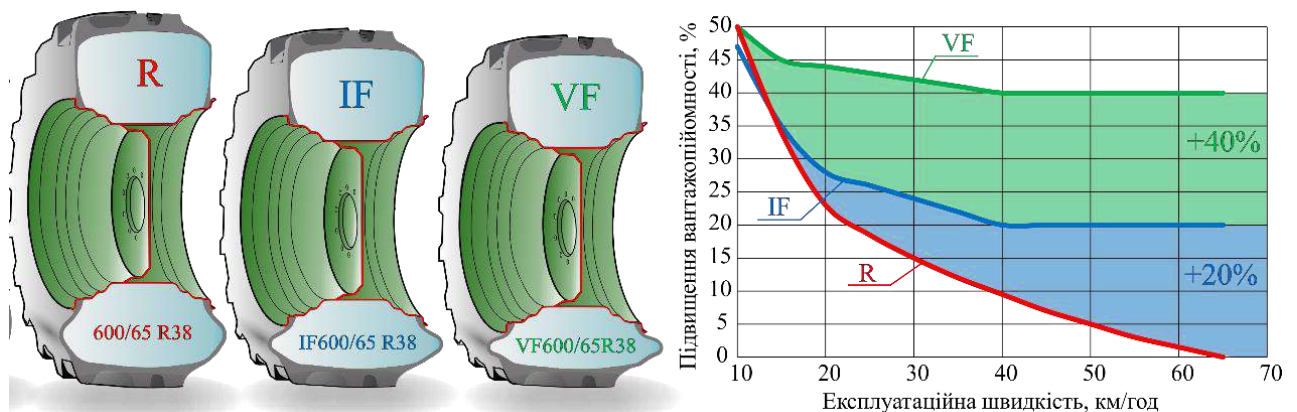 R
IF
VF
600/65 R38
IF600/65 R38
VF600/65R38
Підвищення вантажопійомності, %
50
45
40
35
30
25
20
15
10
5
0
VF
IF
R
+40%
+20%
10 20 30 40 50 60 70
Експлуатаційна швидкість, км/год